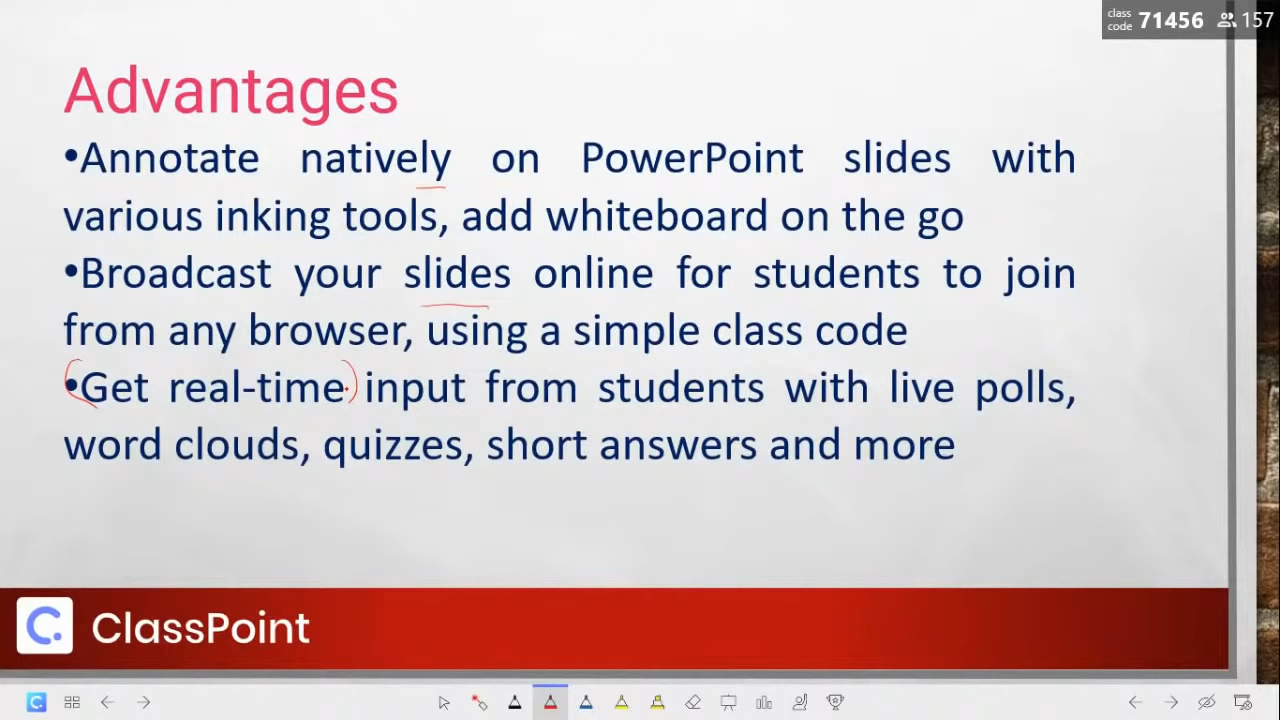 class code 71456 157
Advantages
•Annotate natively on PowerPoint slides with
various inking tools, add whiteboard on the go
•Broadcast your slides online for students to join
from any browser, using a simple class code
•Get real-time input from students with live polls,
word clouds, quizzes, short answers and more
C. ClassPoint